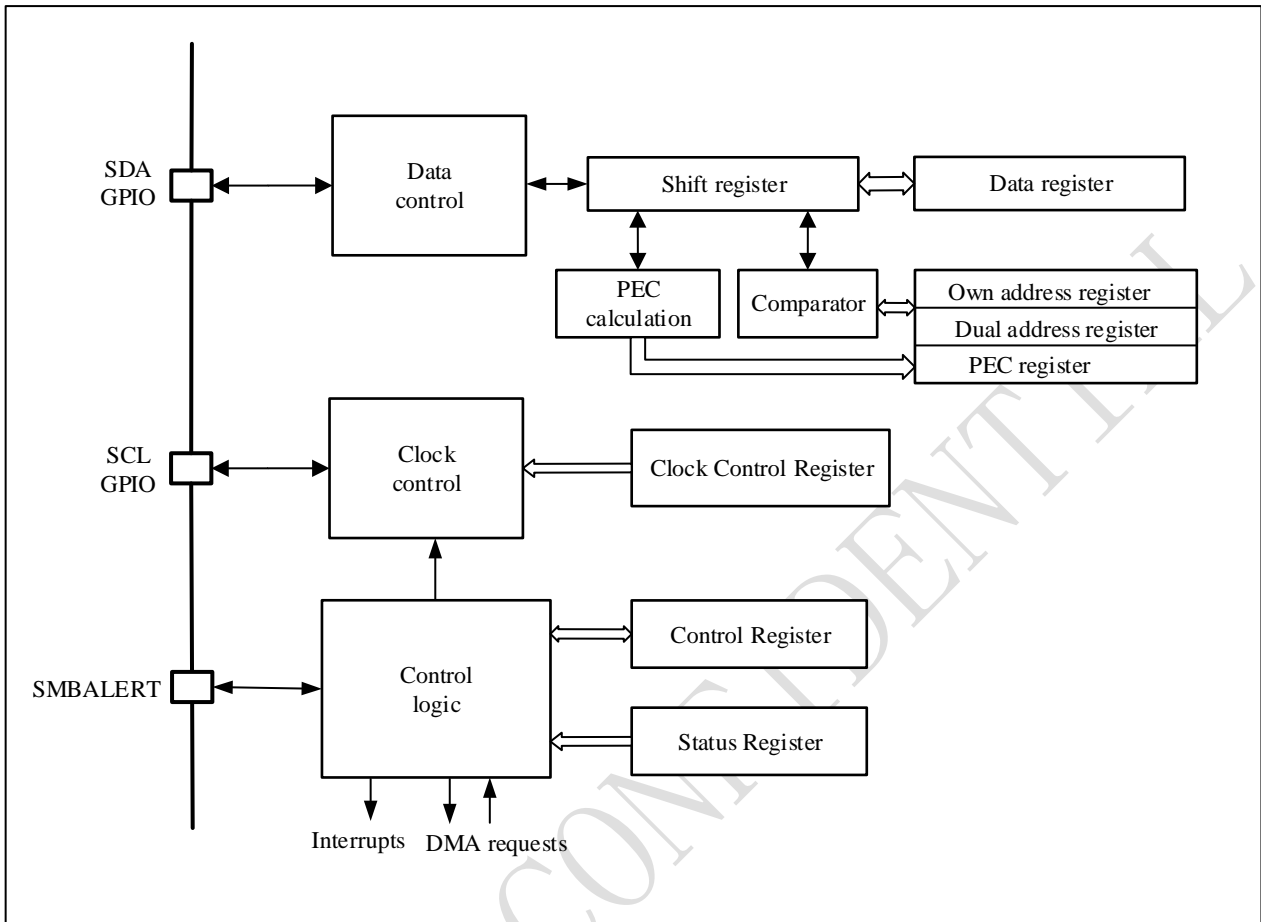 SDA
GPIO
Data
control
Shift register
Data register
PEC
calculation
Comparator
Own address register
Dual address register
PEC register
SCL
GPIO
Clock
control
Clock Control Register
SMBALERT
Control
logic
Control Register
Status Register
Interrupts
DMA requests
CONFIDENTIAL